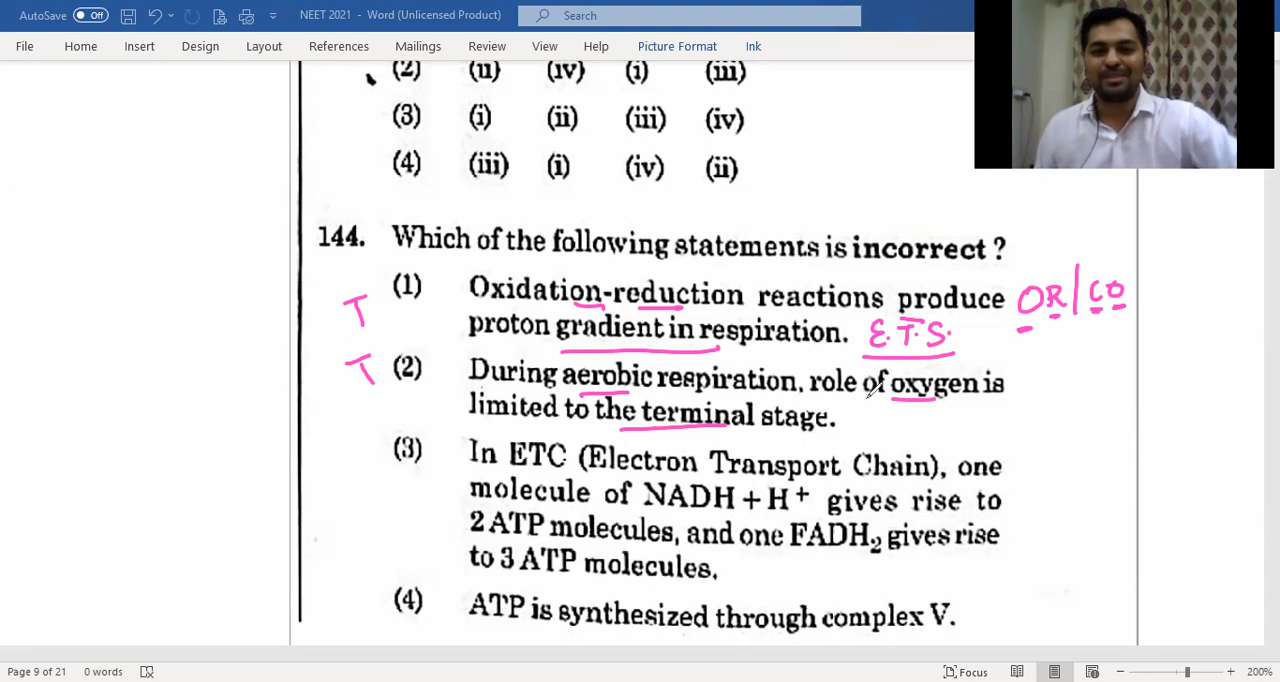 AutoSave Off NEET 2021 - Word (Unlicensed Product) Search
File Home Insert Design Layout References Mailings Review View Help Picture Format Ink
(2) (ii) (iv) (i) (iii)
(3) (i) (ii) (iii) (iv)
(4) (iii) (i) (iv) (ii)
144. Which of the following statements is incorrect ?
T (1) Oxidation-reduction reactions produce OR/CO
proton gradient in respiration. E.T.S.
T (2) During aerobic respiration, role of oxygen is
limited to the terminal stage.
(3) In ETC (Electron Transport Chain), one
molecule of NADH + H+ gives rise to
2 ATP molecules, and one FADH₂ gives rise
to 3 ATP molecules.
(4) ATP is synthesized through complex V.
Page 9 of 21 0 words Focus 200%